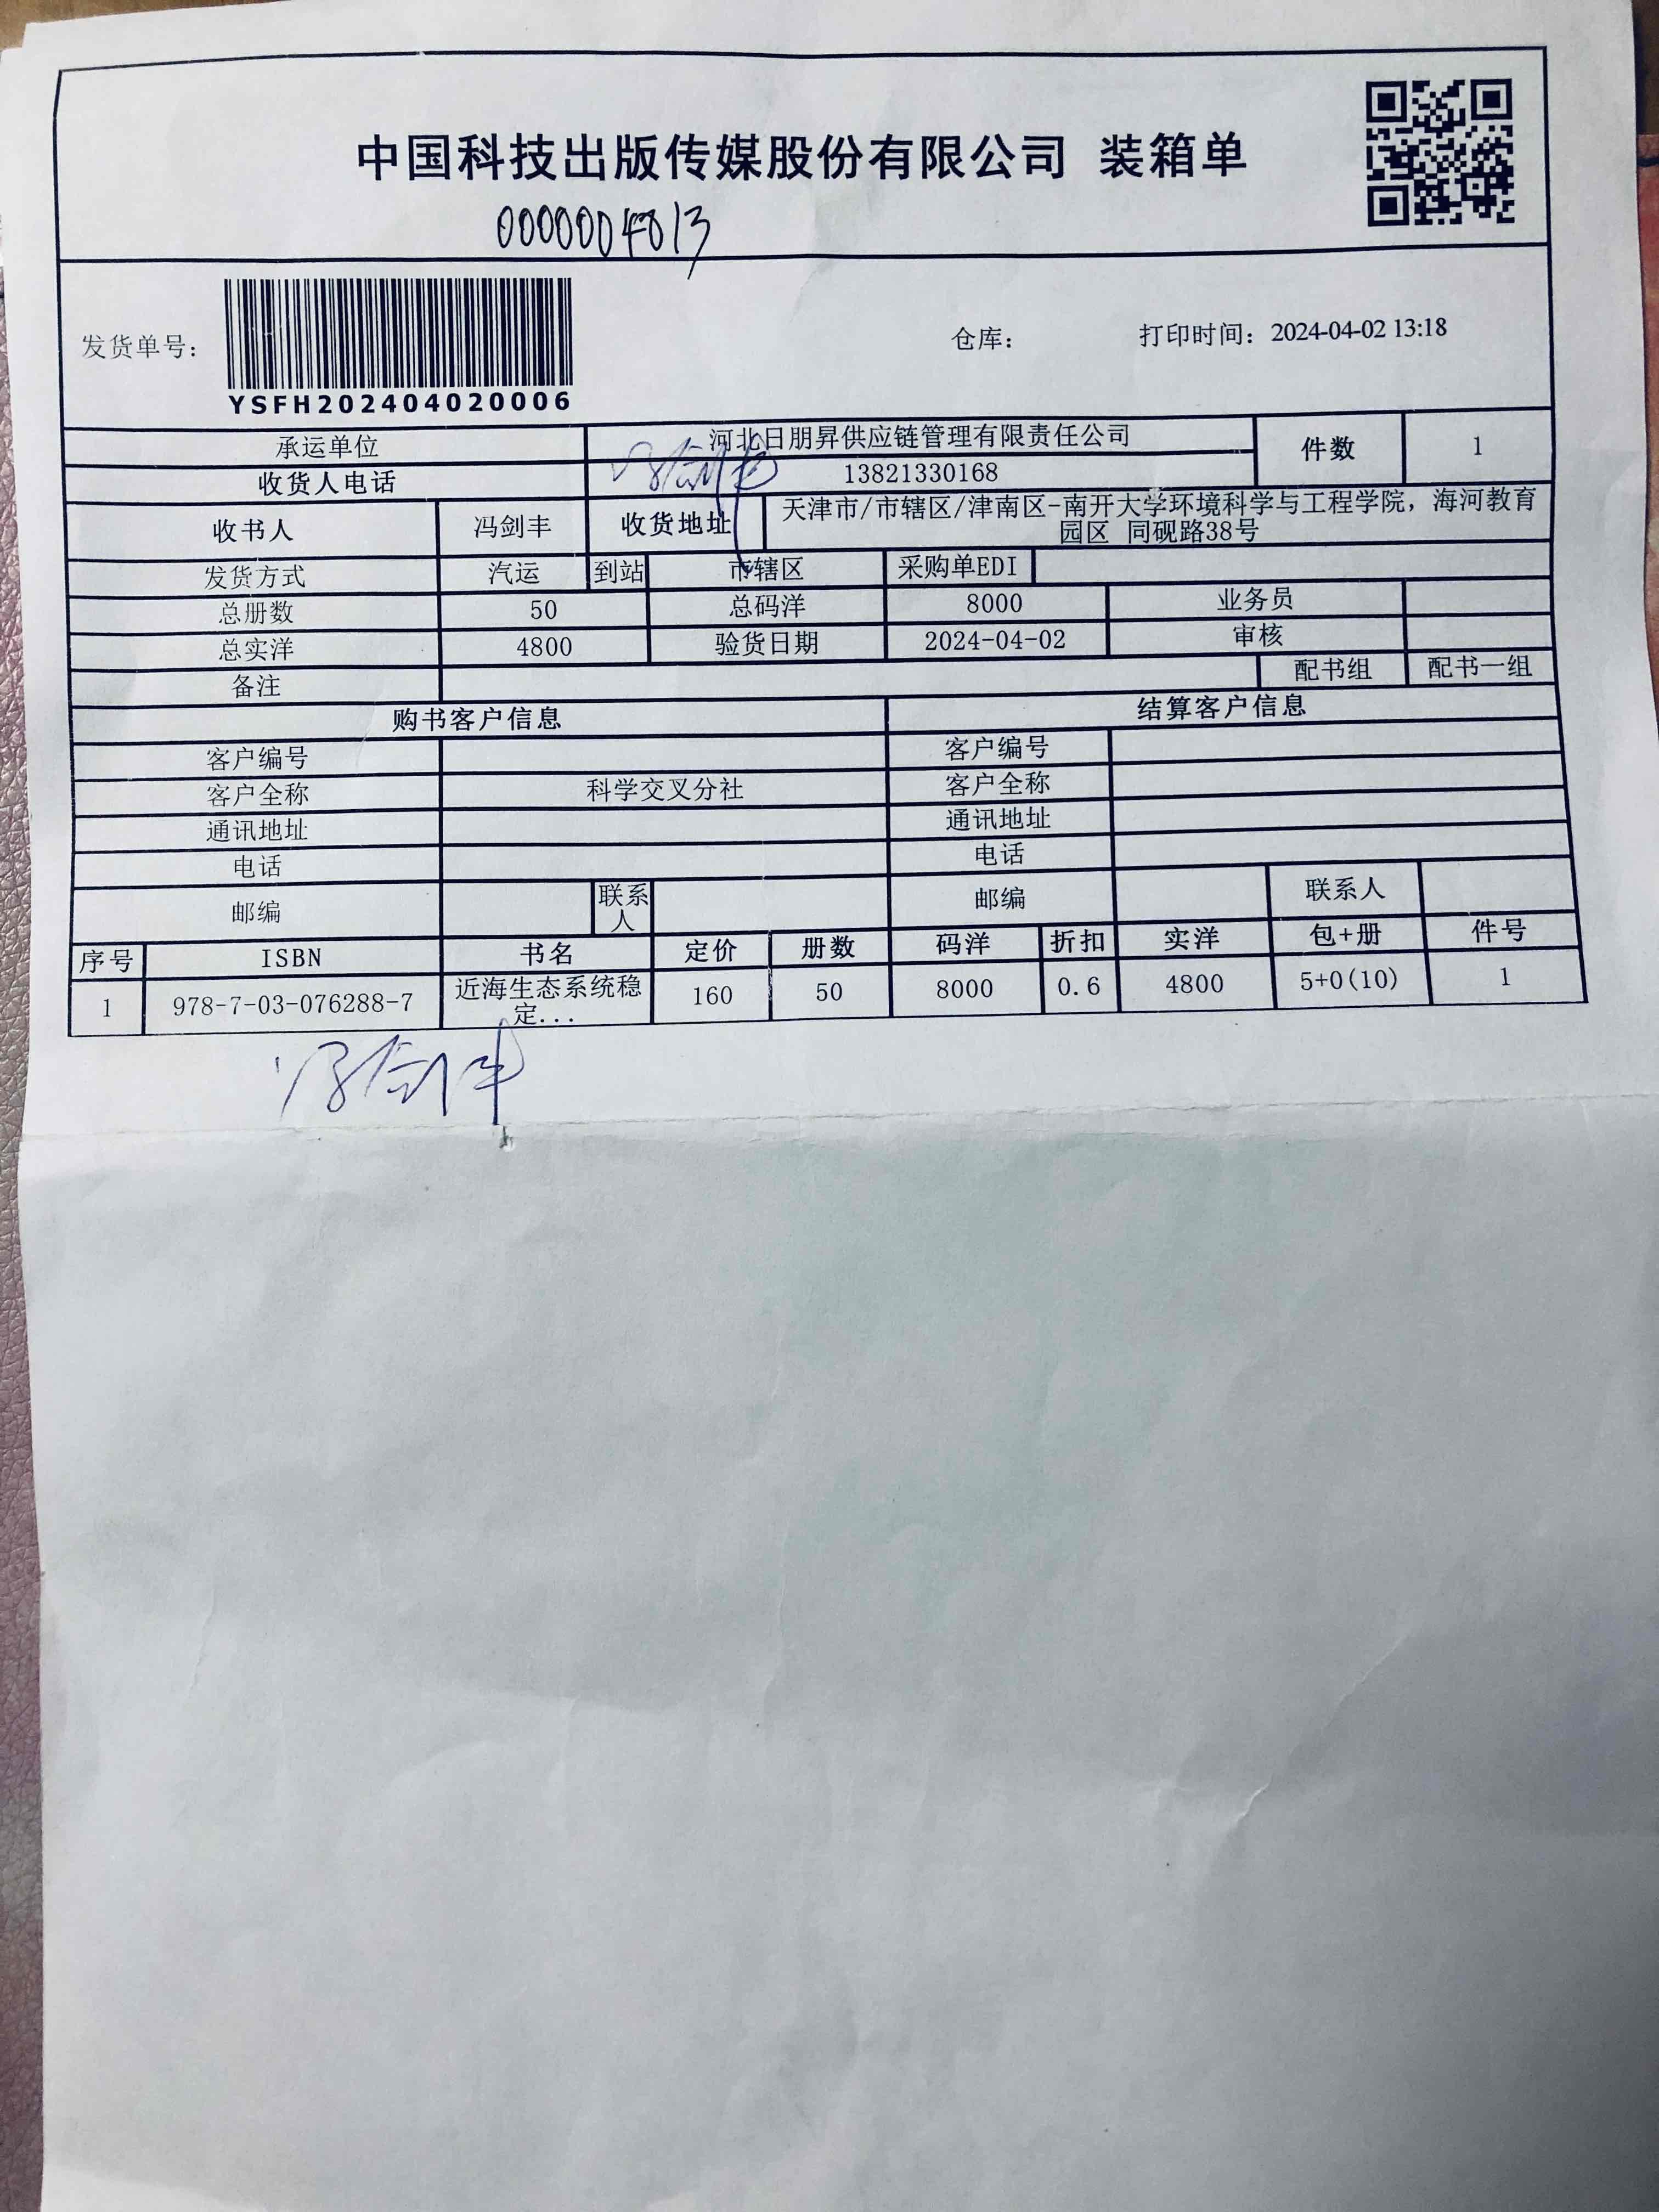 中国科技出版传媒股份有限公司 装箱单
0000004813
发货单号： YSFH202404020006 仓库： 打印时间：2024-04-02 13:18
承运单位 河北日朋昇供应链管理有限责任公司 件数 1
收货人电话 13821330168
收书人 冯剑丰 收货地址 天津市/市辖区/津南区-南开大学环境科学与工程学院，海河教育
园区 同砚路38号
发货方式 汽运 到站 市辖区 采购单EDI
总册数 50 总码洋 8000 业务员
总实洋 4800 验货日期 2024-04-02 审核
备注 配书组 配书一组
购书客户信息 结算客户信息
客户编号 客户编号
客户全称 科学交叉分社 客户全称
通讯地址 通讯地址
电话 电话
邮编 联系人 邮编 联系人
序号 ISBN 书名 定价 册数 码洋 折扣 实洋 包+册 件号
1 978-7-03-076288-7 近海生态系统稳 160 50 8000 0.6 4800 5+0(10) 1
定...
冯剑丰